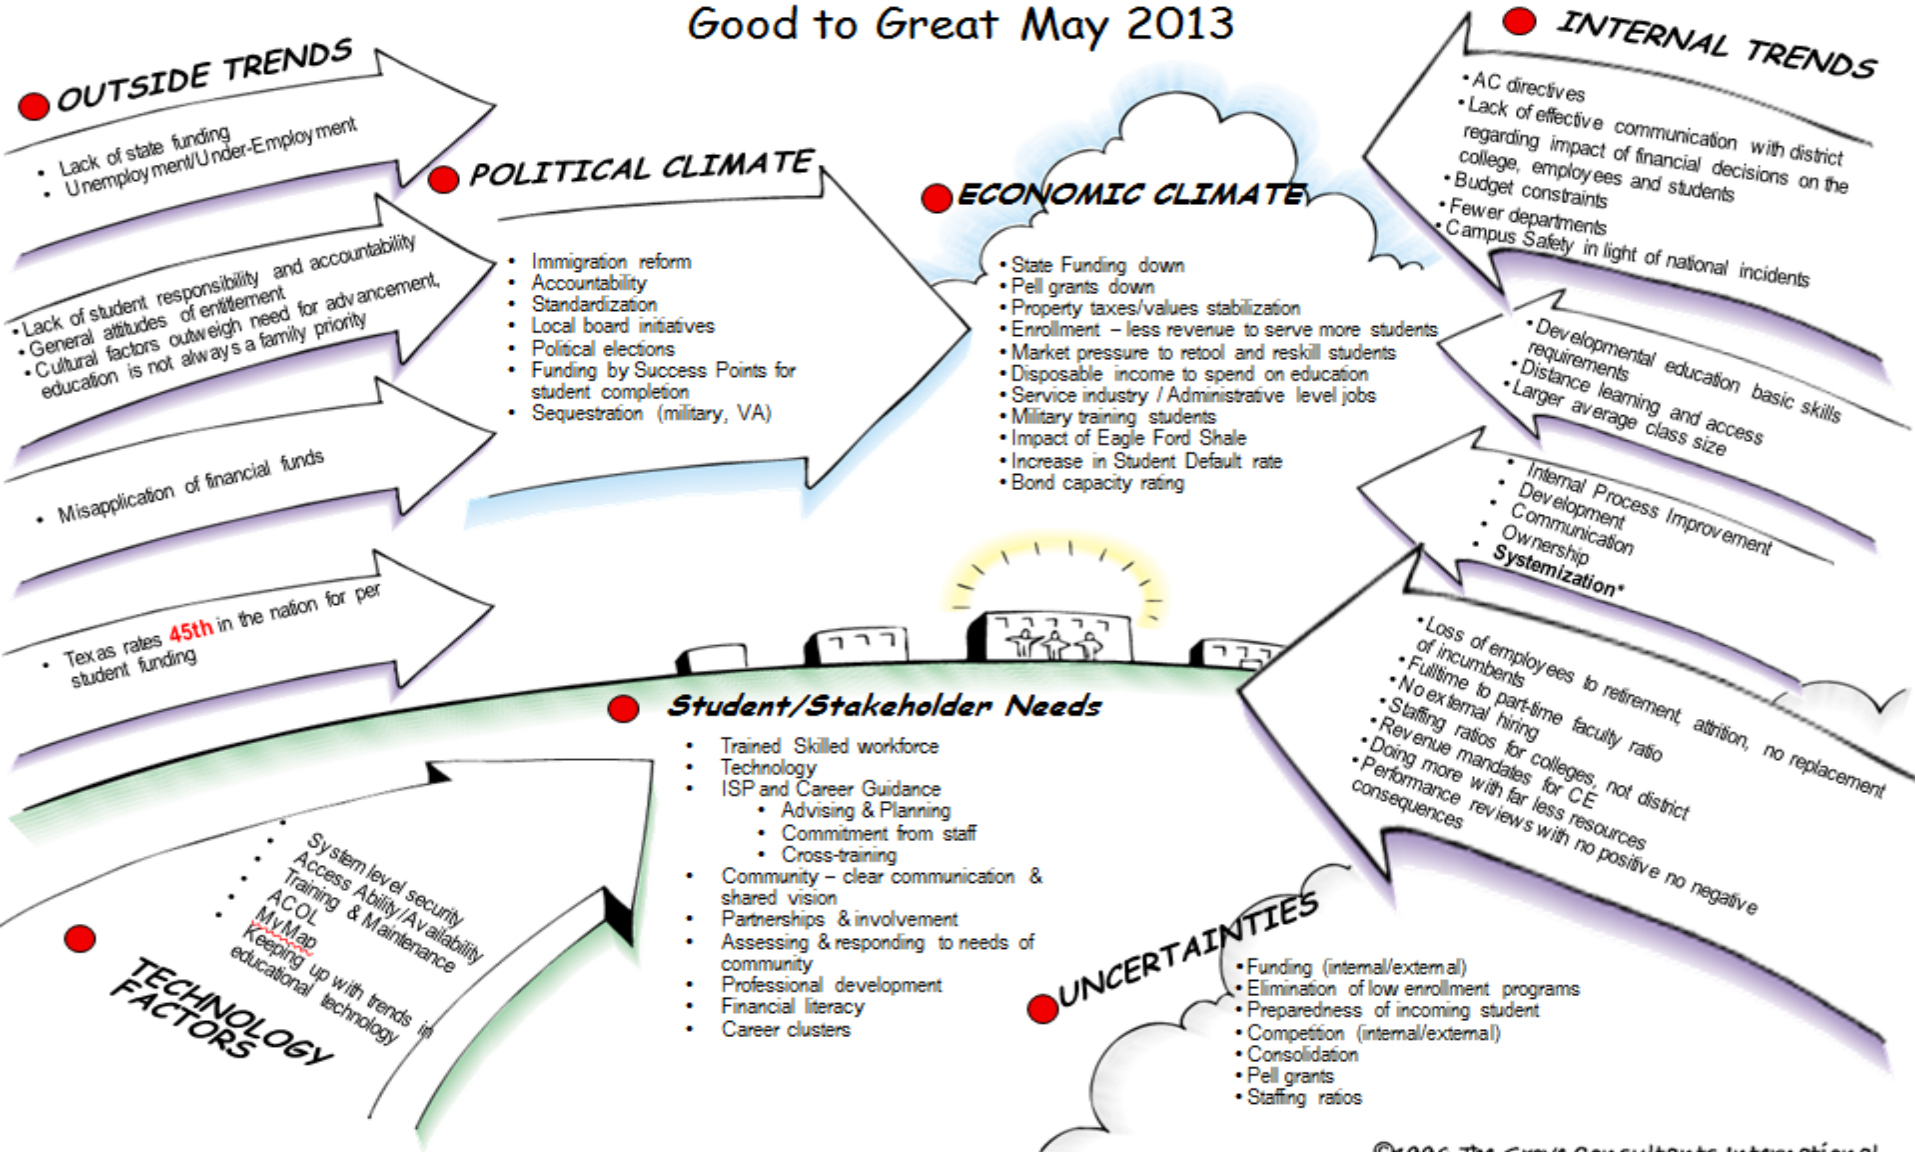 Good to Great May 2013
OUTSIDE TRENDS
• Lack of state funding
• Unemployment/Under-Employment
• Lack of student responsibility and accountability
• General attitudes of entitlement
• Cultural factors outweigh need for advancement,
education is not always a family priority
• Misapplication of financial funds
• Texas rates 45th in the nation for per
student funding
POLITICAL CLIMATE
• Immigration reform
• Accountability
• Standardization
• Local board initiatives
• Political elections
• Funding by Success Points for
student completion
• Sequestration (military, VA)
ECONOMIC CLIMATE
• State Funding down
• Pell grants down
• Property taxes/values stabilization
• Enrollment – less revenue to serve more students
• Market pressure to retool and reskill students
• Disposable income to spend on education
• Service industry / Administrative level jobs
• Military training students
• Impact of Eagle Ford Shale
• Increase in Student Default rate
• Bond capacity rating
INTERNAL TRENDS
• AC directives
• Lack of effective communication with district
regarding impact of financial decisions on the
college, employees and students
• Budget constraints
• Fewer departments
• Campus Safety in light of national incidents
• Developmental education basic skills
requirements
• Distance learning and access
• Larger average class size
• Internal Process Improvement
• Development
• Communication
• Ownership
• Systemization*
• Loss of employees to retirement, attrition, no replacement
of incumbents
• Fulltime to part-time faculty ratio
• No external hiring
• Staffing ratios for colleges, not district
• Revenue mandates for CE
• Doing more with far less resources
• Performance reviews with no positive no negative
consequences
Student/Stakeholder Needs
• Trained Skilled workforce
• Technology
• ISP and Career Guidance
• Advising & Planning
• Commitment from staff
• Cross-training
• Community – clear communication &
shared vision
• Partnerships & involvement
• Assessing & responding to needs of
community
• Professional development
• Financial literacy
• Career clusters
TECHNOLOGY
FACTORS
• System level security
• Access Ability/Availability
• Training & Maintenance
• ACOL
• MyMap
• Keeping up with trends in
educational technology
UNCERTAINTIES
• Funding (internal/external)
• Elimination of low enrollment programs
• Preparedness of incoming student
• Competition (internal/external)
• Consolidation
• Pell grants
• Staffing ratios
©1996 The Grove Consultants International